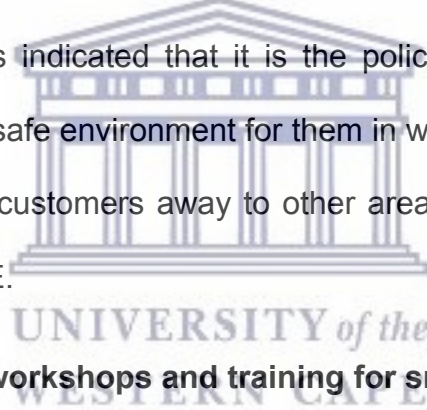 s indicated that it is the polic
safe environment for them in w
customers away to other area
E.
UNIVERSITY of the
workshops and training for sr
WESTERN CAPE